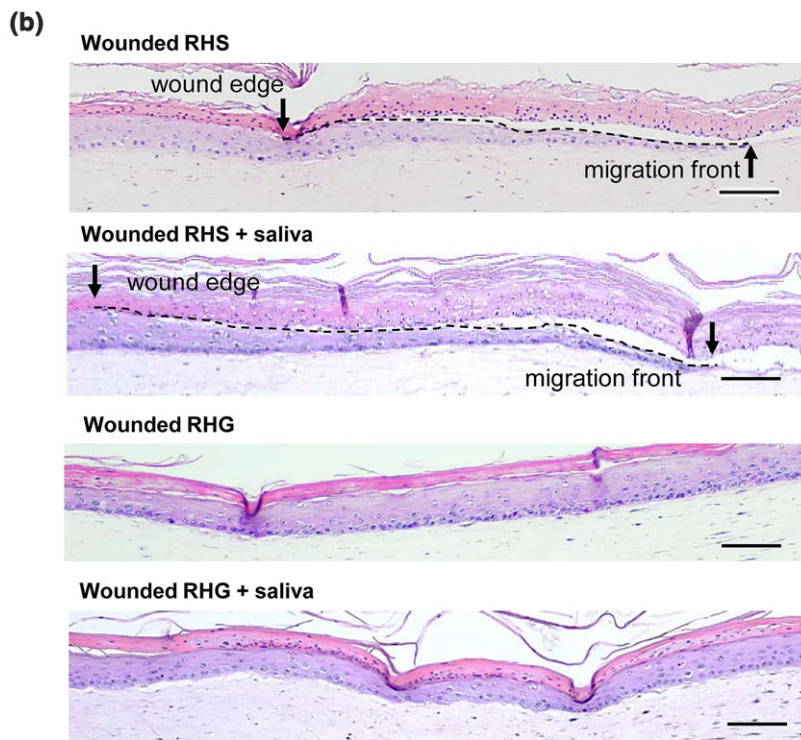 (b)
Wounded RHS
wound edge
migration front
Wounded RHS + saliva
wound edge
migration front
Wounded RHG
Wounded RHG + saliva